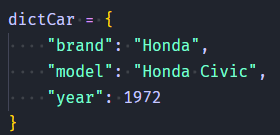 dictCar = {
    "brand": "Honda",
    "model": "Honda Civic",
    "year": 1972
}